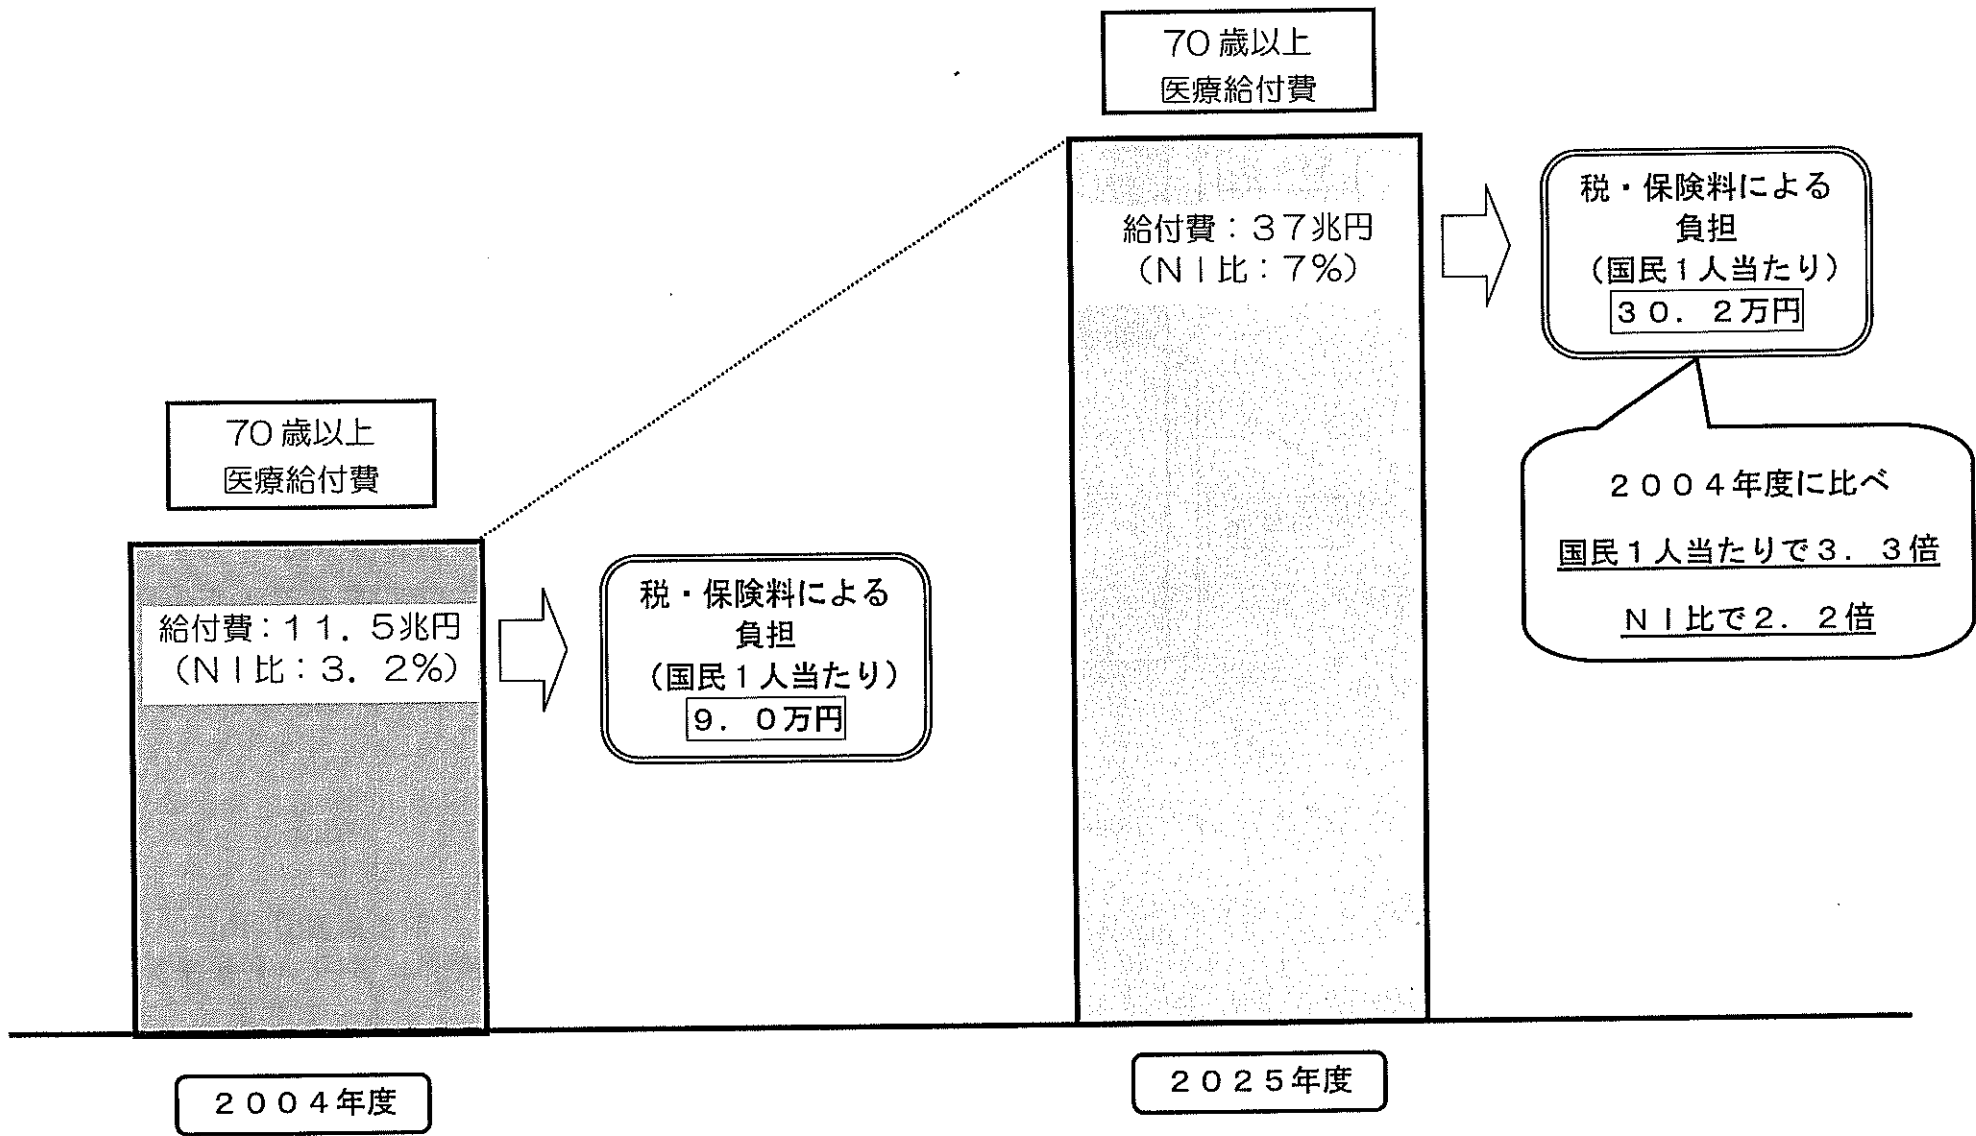 70歳以上
医療給付費
給付費：11．5兆円
（NI比：3．2%）
税・保険料による
負担
（国民1人当たり）
9．0万円
2004年度
70歳以上
医療給付費
給付費：37兆円
（NI比：7%）
税・保険料による
負担
（国民1人当たり）
30．2万円
2004年度に比べ
国民1人当たりで3．3倍
NI比で2．2倍
2025年度